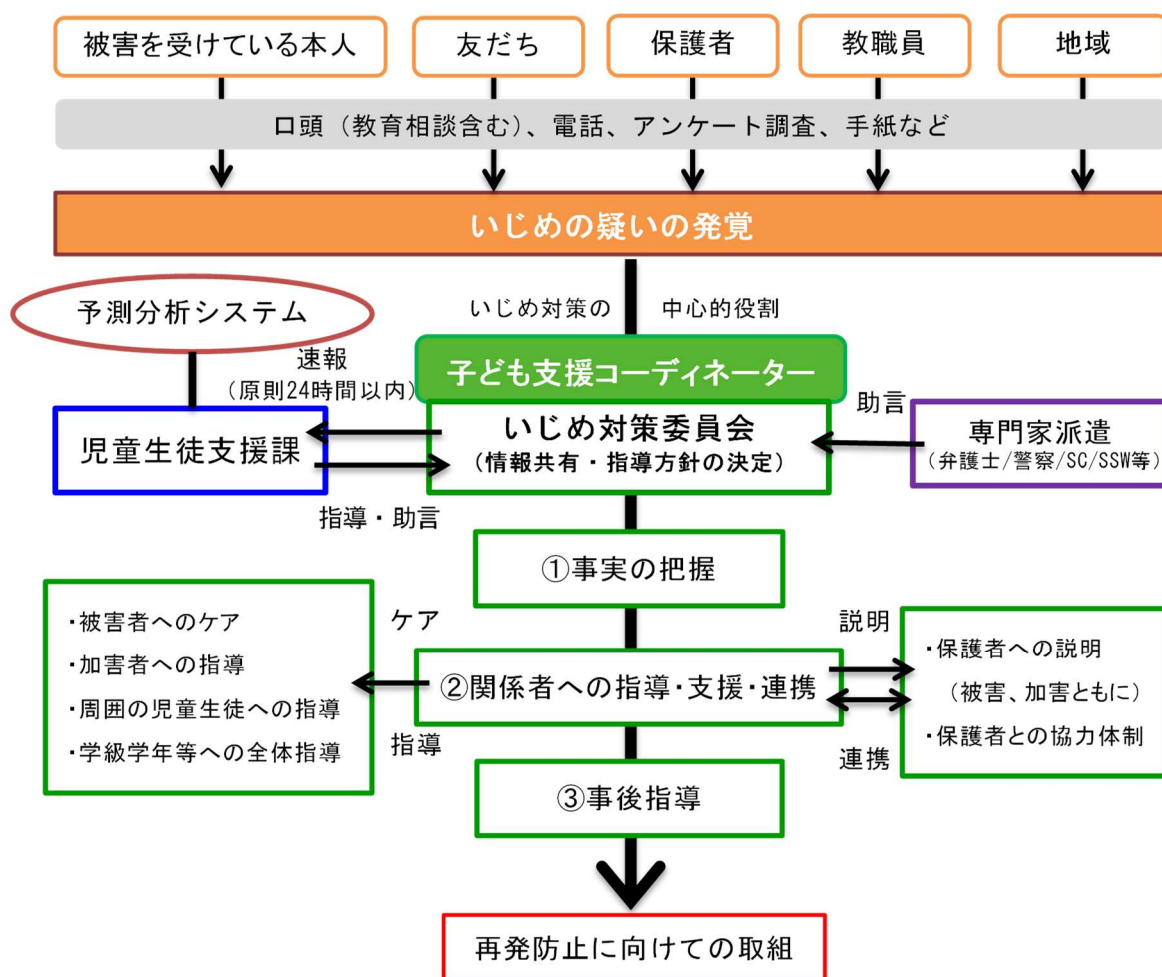 被害を受けている本人
友だち
保護者
教職員
地域
口頭（教育相談含む）、電話、アンケート調査、手紙など
いじめの疑いの発覚
予測分析システム
いじめ対策の 中心的役割
速報
（原則24時間以内）
子ども支援コーディネーター
いじめ対策委員会
（情報共有・指導方針の決定）
児童生徒支援課
助言
専門家派遣
（弁護士/警察/SC/SSW等）
指導・助言
①事実の把握
・被害者へのケア
・加害者への指導
・周囲の児童生徒への指導
・学級学年等への全体指導
ケア
指導
②関係者への指導・支援・連携
説明
連携
・保護者への説明
（被害、加害ともに）
・保護者との協力体制
③事後指導
再発防止に向けての取組